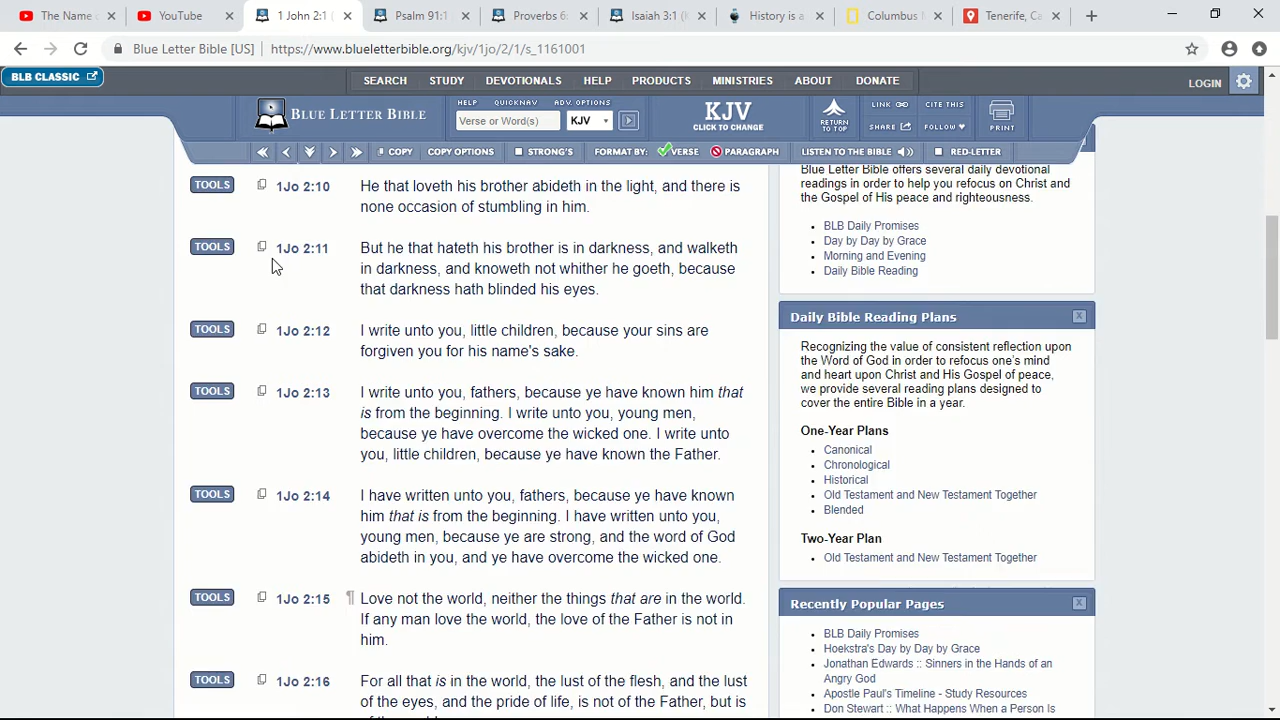 The Name
YouTube
1 John 2:1 (
Psalm 91:1
Proverbs 6:
Isaiah 3:1 (
History is a
Columbus
Tenerife, Ca
Blue Letter Bible [US]
https://www.blueletterbible.org/kjv/1jo/2/1/s_1161001
BLB CLASSIC
SEARCH STUDY DEVOTIONALS HELP PRODUCTS MINISTRIES ABOUT DONATE
LOGIN
BLUE LETTER BIBLE
HELP QUICKNAV ADV. OPTIONS
Verse or Word(s)
KJV
KJV
CLICK TO CHANGE
RETURN
TO TOP
LINK
CITE THIS
SHARE
FOLLOW
PRINT
COPY COPY OPTIONS STRONG'S FORMAT BY: VERSE PARAGRAPH LISTEN TO THE BIBLE RED-LETTER
TOOLS 1Jo 2:10 He that loveth his brother abideth in the light, and there is
none occasion of stumbling in him.
TOOLS 1Jo 2:11 But he that hateth his brother is in darkness, and walketh
in darkness, and knoweth not whither he goeth, because
that darkness hath blinded his eyes.
TOOLS 1Jo 2:12 I write unto you, little children, because your sins are
forgiven you for his name's sake.
TOOLS 1Jo 2:13 I write unto you, fathers, because ye have known him that
is from the beginning. I write unto you, young men,
because ye have overcome the wicked one. I write unto
you, little children, because ye have known the Father.
TOOLS 1Jo 2:14 I have written unto you, fathers, because ye have known
him that is from the beginning. I have written unto you,
young men, because ye are strong, and the word of God
abideth in you, and ye have overcome the wicked one.
TOOLS 1Jo 2:15 ¶ Love not the world, neither the things that are in the world.
If any man love the world, the love of the Father is not in
him.
TOOLS 1Jo 2:16 For all that is in the world, the lust of the flesh, and the
lust of the eyes, and the pride of life, is not of the Father, but is
Blue Letter Bible offers several daily devotional
readings in order to help you refocus on Christ and
the Gospel of His peace and righteousness.
BLB Daily Promises
Day by Day by Grace
Morning and Evening
Daily Bible Reading
Daily Bible Reading Plans X
Recognizing the value of consistent reflection upon
the Word of God in order to refocus one's mind
and heart upon Christ and His Gospel of peace,
we provide several reading plans designed to
cover the entire Bible in a year.
One-Year Plans
Canonical
Chronological
Historical
Old Testament and New Testament Together
Blended
Two-Year Plan
Old Testament and New Testament Together
Recently Popular Pages X
BLB Daily Promises
Hoekstra's Day by Day by Grace
Jonathan Edwards :: Sinners in the Hands of an
Angry God
Apostle Paul's Timeline - Study Resources
Don Stewart :: What Happens When a Person Is